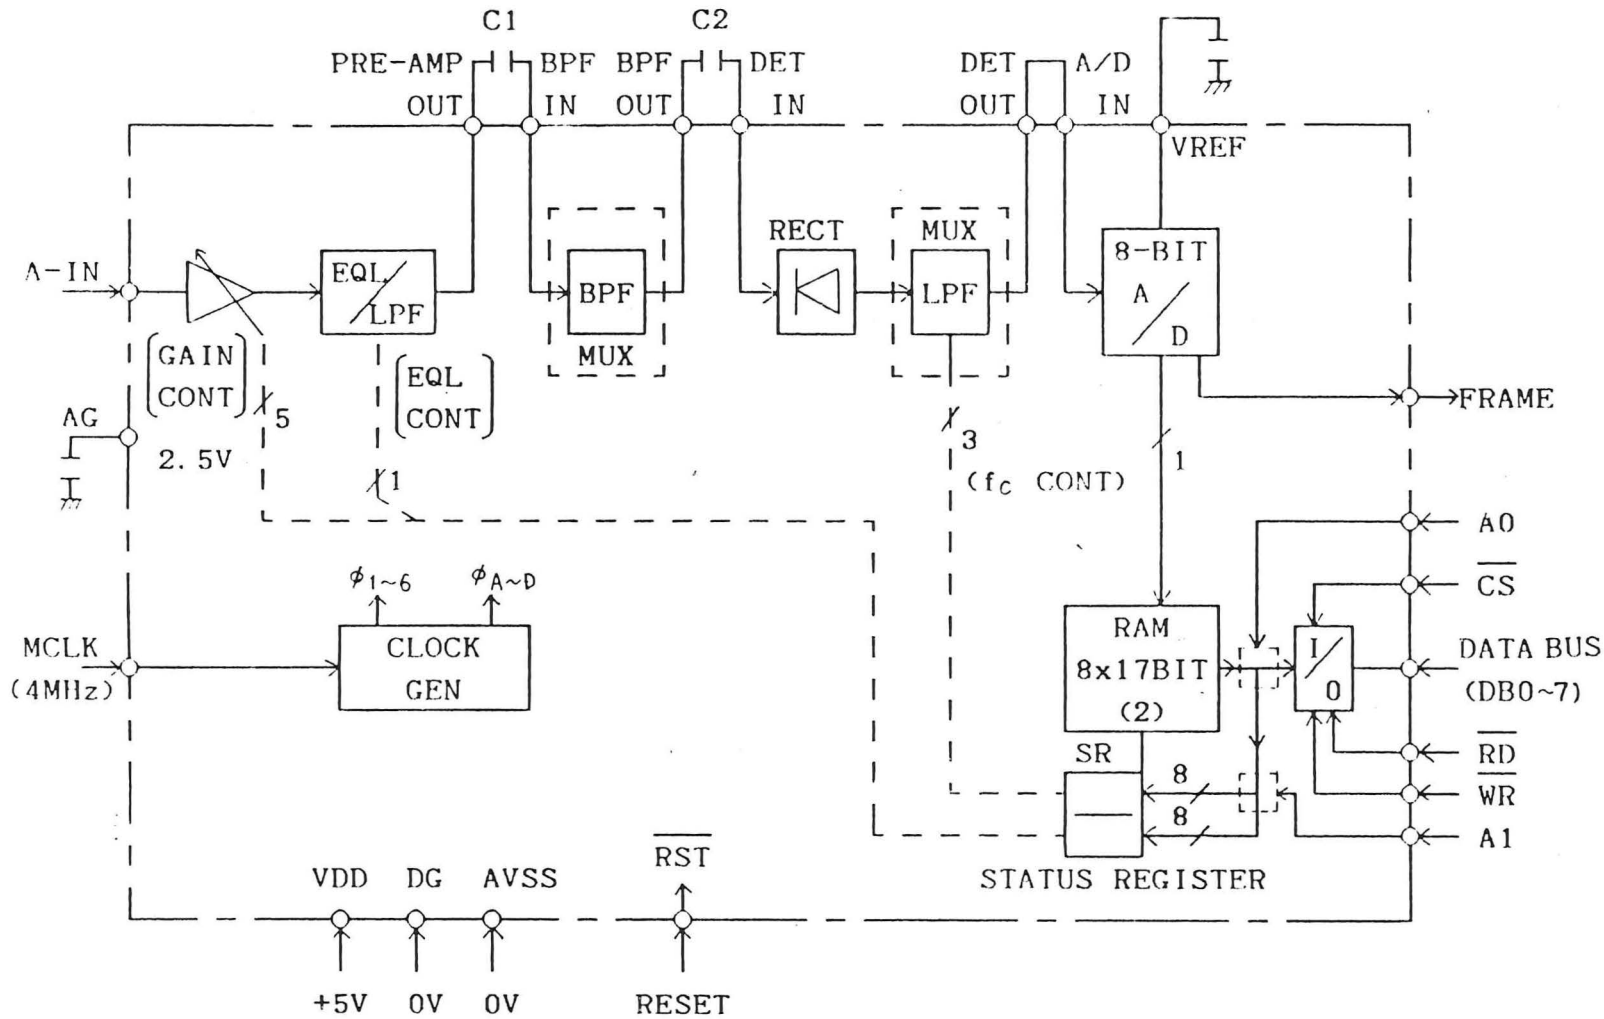 C1 C2
PRE-AMP BPF BPF DET DET A/D
OUT IN OUT IN OUT IN
VREF
RECT MUX
8-BIT
A-IN
EQL/LPF
BPF
LPF
A/D
MUX
[GAIN CONT]
5
[EQL CONT]
FRAME
AG
2.5V
1
3
(fc CONT)
1
A0
CS
φ1~6 φA~D
MCLK
(4MHz)
CLOCK
GEN
RAM
8x17BIT
(2)
I/O
DATA BUS
(DB0~7)
RD
SR
8
WR
8
A1
RST
STATUS REGISTER
VDD DG AVSS
+5V 0V 0V RESET